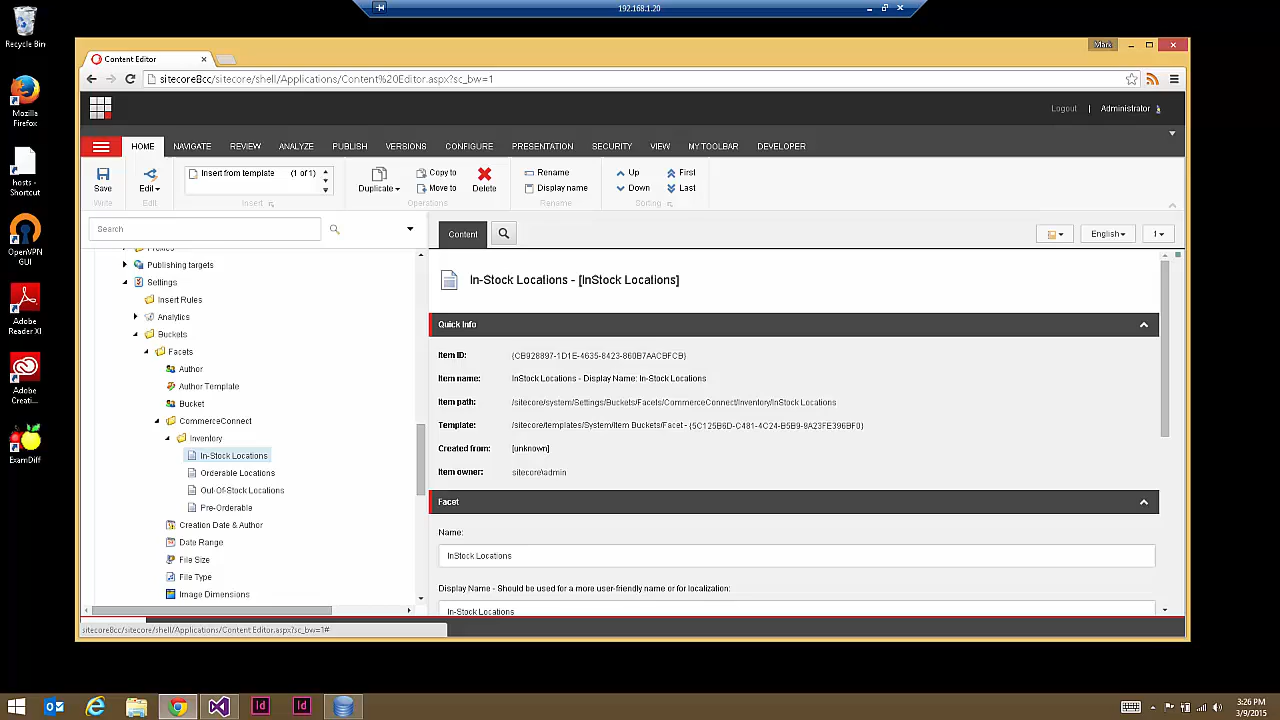 192.168.1.20
Recycle Bin
Mozilla
Firefox
hosts -
Shortcut
OpenVPN
GUI
Adobe
Reader XI
Adobe
Creati...
ExamDiff
Content Editor
Mark
sitecore8cc/sitecore/shell/Applications/Content%20Editor.aspx?sc_bw=1
Logout | Administrator
HOME NAVIGATE REVIEW ANALYZE PUBLISH VERSIONS CONFIGURE PRESENTATION SECURITY VIEW MY TOOLBAR DEVELOPER
Save
Write
Edit
Edit
Insert from template (1 of 1)
Insert
Duplicate
Copy to
Move to
Delete
Operations
Rename
Display name
Rename
Up First
Down Last
Sorting
Search
Content
English
1
Proxies
Publishing targets
Settings
Insert Rules
Analytics
Buckets
Facets
Author
Author Template
Bucket
CommerceConnect
Inventory
In-Stock Locations
Orderable Locations
Out-Of-Stock Locations
Pre-Orderable
Creation Date & Author
Date Range
File Size
File Type
Image Dimensions
In-Stock Locations - [InStock Locations]
Quick Info
Item ID: {CB928897-1D1E-4635-8423-860B7AACBFCB}
Item name: InStock Locations - Display Name: In-Stock Locations
Item path: /sitecore/system/Settings/Buckets/Facets/CommerceConnect/Inventory/InStock Locations
Template: /sitecore/templates/System/Item Buckets/Facet - {5C125B6D-C481-4C24-B5B9-9A23FE396BF0}
Created from: [unknown]
Item owner: sitecore\admin
Facet
Name:
InStock Locations
Display Name - Should be used for a more user-friendly name or for localization:
In-Stock Locations
sitecore8cc/sitecore/shell/Applications/Content Editor.aspx?sc_bw=1#
3:26 PM
3/9/2015